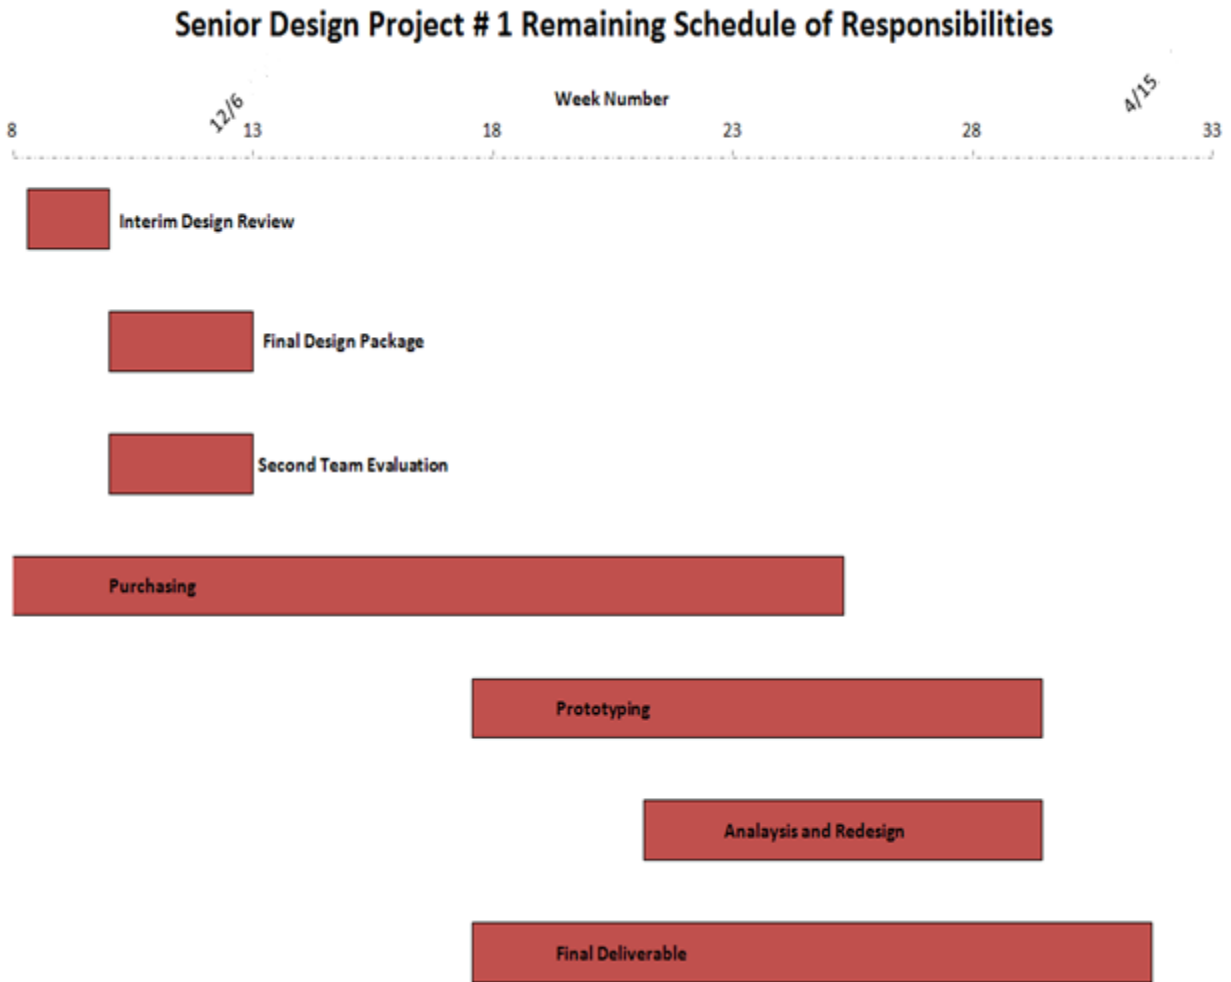 Senior Design Project # 1 Remaining Schedule of Responsibilities
Week Number
12/6
4/15
8 13 18 23 28 33
Interim Design Review
Final Design Package
Second Team Evaluation
Purchasing
Prototyping
Analaysis and Redesign
Final Deliverable